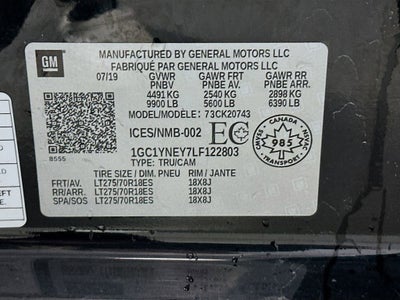 GM
MANUFACTURED BY GENERAL MOTORS LLC
FABRIQUÉ PAR GENERAL MOTORS LLC
07/19 GVWR GAWR FRT GAWR RR
PNBV PNBE AV PNBE ARR
4491 KG 2540 KG 2898 KG
9900 LB 5600 LB 6390 LB
MODEL/MODÈLE: 73CK20743
ICES/NMB-002 EC
CANADA
985
CMVSS NSVAC
1GC1YNEY7LF122803
TYPE: TRU/CAM
8555
TIRE SIZE / DIM. PNEU RIM / JANTE
FRT/AV. LT275/70R18ES 18X8J
RR/ARR. LT275/70R18ES 18X8J
SPA/SOS LT275/70R18ES 18X8J